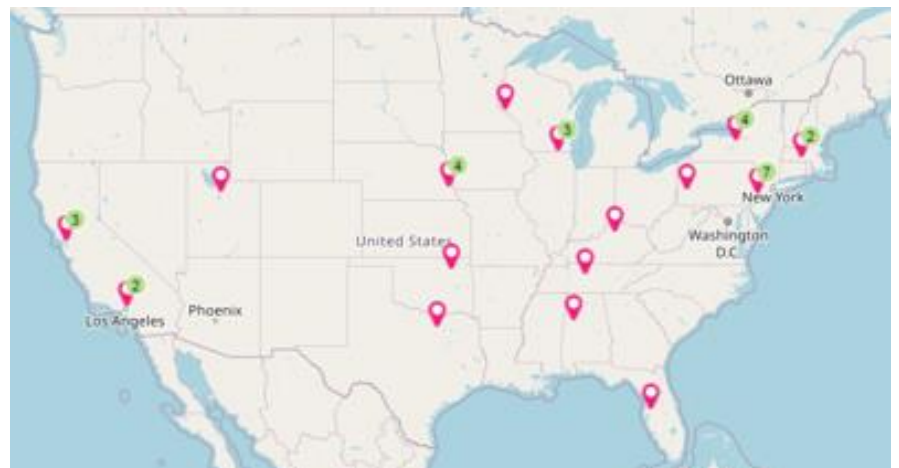 Ottawa
4
3
2
4
7
New York
3
United States
Washington
D.C.
2
Los Angeles
Phoenix